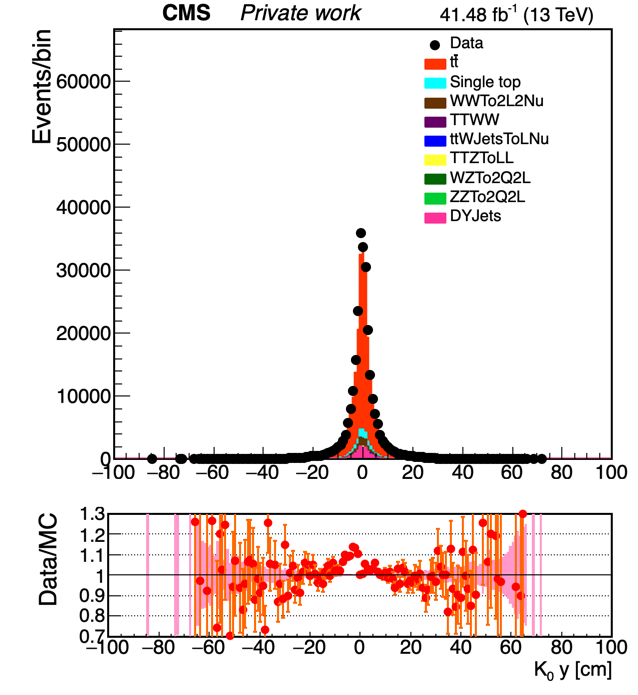 CMS Private work 41.48 fb⁻¹ (13 TeV)
Events/bin
60000
50000
40000
30000
20000
10000
0
Data
tt̄
Single top
WWTo2L2Nu
TTWW
ttWJetsToLNu
TTZToLL
WZTo2Q2L
ZZTo2Q2L
DYJets
−100 −80 −60 −40 −20 0 20 40 60 80 100
Data/MC
1.3
1.2
1.1
1
0.9
0.8
0.7
−100 −80 −60 −40 −20 0 20 40 60 80 100
K₀ y [cm]